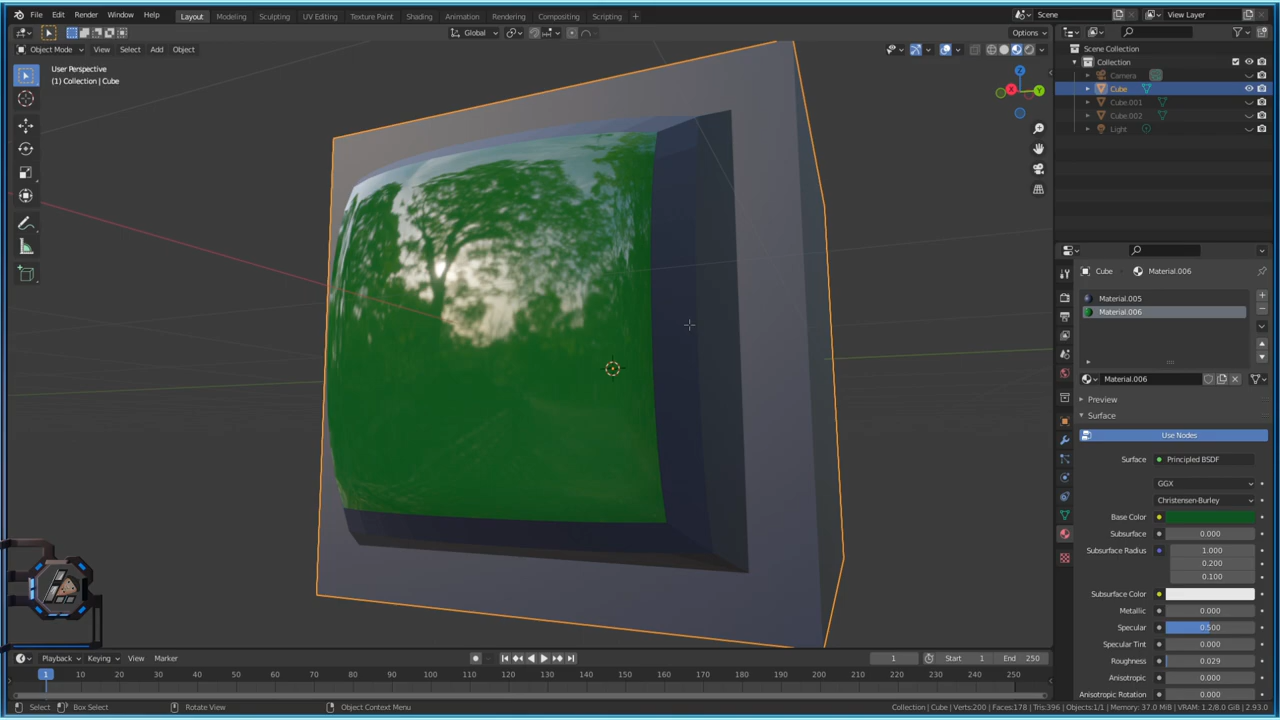 File Edit Render Window Help Layout Modeling Sculpting UV Editing Texture Paint Shading Animation Rendering Compositing Scripting + Scene View Layer
Global Options
Object Mode View Select Add Object
User Perspective
(1) Collection | Cube
Z
X Y
Scene Collection
Collection
Camera
Cube
Cube.001
Cube.002
Light
Cube Material.006
Material.005
Material.006
Material.006
Preview
Surface
Use Nodes
Surface Principled BSDF
GGX
Christensen-Burley
Base Color
Subsurface 0.000
Subsurface Radius 1.000
0.200
0.100
Subsurface Color
Metallic 0.000
Specular 0.500
Specular Tint 0.000
Roughness 0.029
Anisotropic 0.000
Anisotropic Rotation 0.000
Playback Keying View Marker 1 Start 1 End 250
1 10 20 30 40 50 60 70 80 90 100 110 120 130 140 150 160 170 180 190 200 210 220 230 240 250
Select Box Select Rotate View Object Context Menu Collection | Cube | Verts:200 | Faces:178 | Tris:396 | Objects:1/1 | Memory: 37.0 MiB | VRAM: 1.2/8.0 GiB | 2.93.0